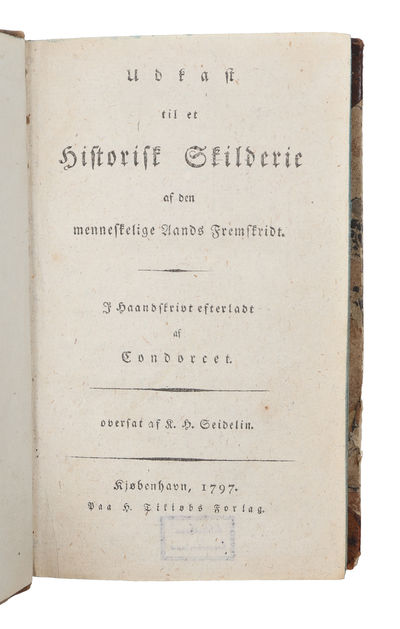 Udkast
til et
Historisk Skilderie
af den
menneskelige Aands Fremskridt.
I Haandskrivt efterladt
af
Condorcet.
oversat af K. H. Seidelin.
Kjøbenhavn, 1797.
Paa H. Tikiøbs Forlag.